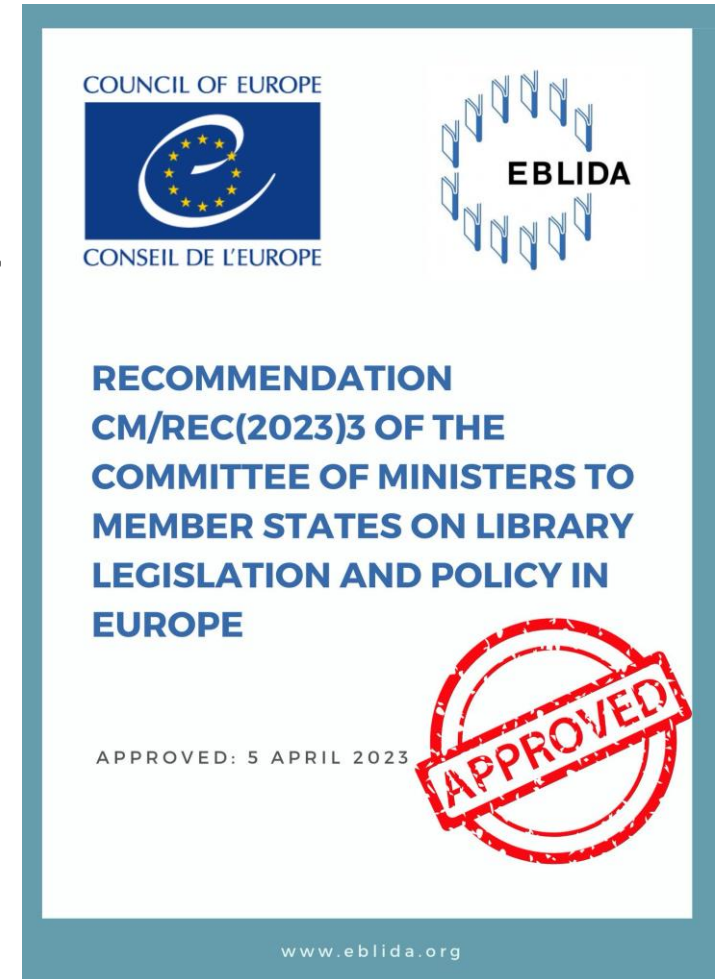 COUNCIL OF EUROPE
CONSEIL DE L'EUROPE
EBLIDA
RECOMMENDATION
CM/REC(2023)3 OF THE
COMMITTEE OF MINISTERS TO
MEMBER STATES ON LIBRARY
LEGISLATION AND POLICY IN
EUROPE
APPROVED: 5 APRIL 2023
APPROVED
www.eblida.org